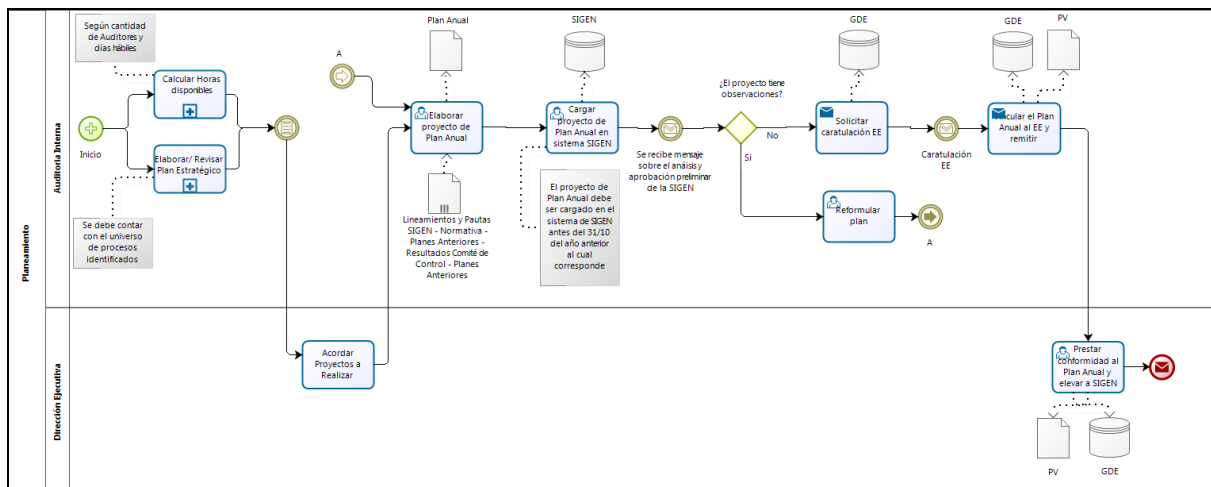 Planeamiento
Auditoria Interna
Según cantidad
de Auditores y
días hábiles
Calcular Horas
disponibles
Inicio
Elaborar/ Revisar
Plan Estratégico
Se debe contar
con el universo
de procesos
identificados
A
Plan Anual
Elaborar
proyecto de
Plan Anual
Lineamientos y Pautas
SIGEN - Normativa -
Planes Anteriores -
Resultados Comité de
Control - Planes
Anteriores
SIGEN
Cargar
proyecto de
Plan Anual en
sistema SIGEN
El proyecto de
Plan Anual debe
ser cargado en el
sistema de SIGEN
antes del 31/10
del año anterior
al cual
corresponde
Se recibe mensaje
sobre el anáisis y
aprobación preliminar
de la SIGEN
¿El proyecto tiene
observaciones?
No
Si
GDE
Solicitar
caratulación EE
Caratulación
EE
Reformular
plan
A
GDE
PV
Vincular el Plan
Anual al EE y
remitir
Dirección Ejecutiva
Acordar
Proyectos a
Realizar
Prestar
conformidad al
Plan Anual y
elevar a SIGEN
PV
GDE